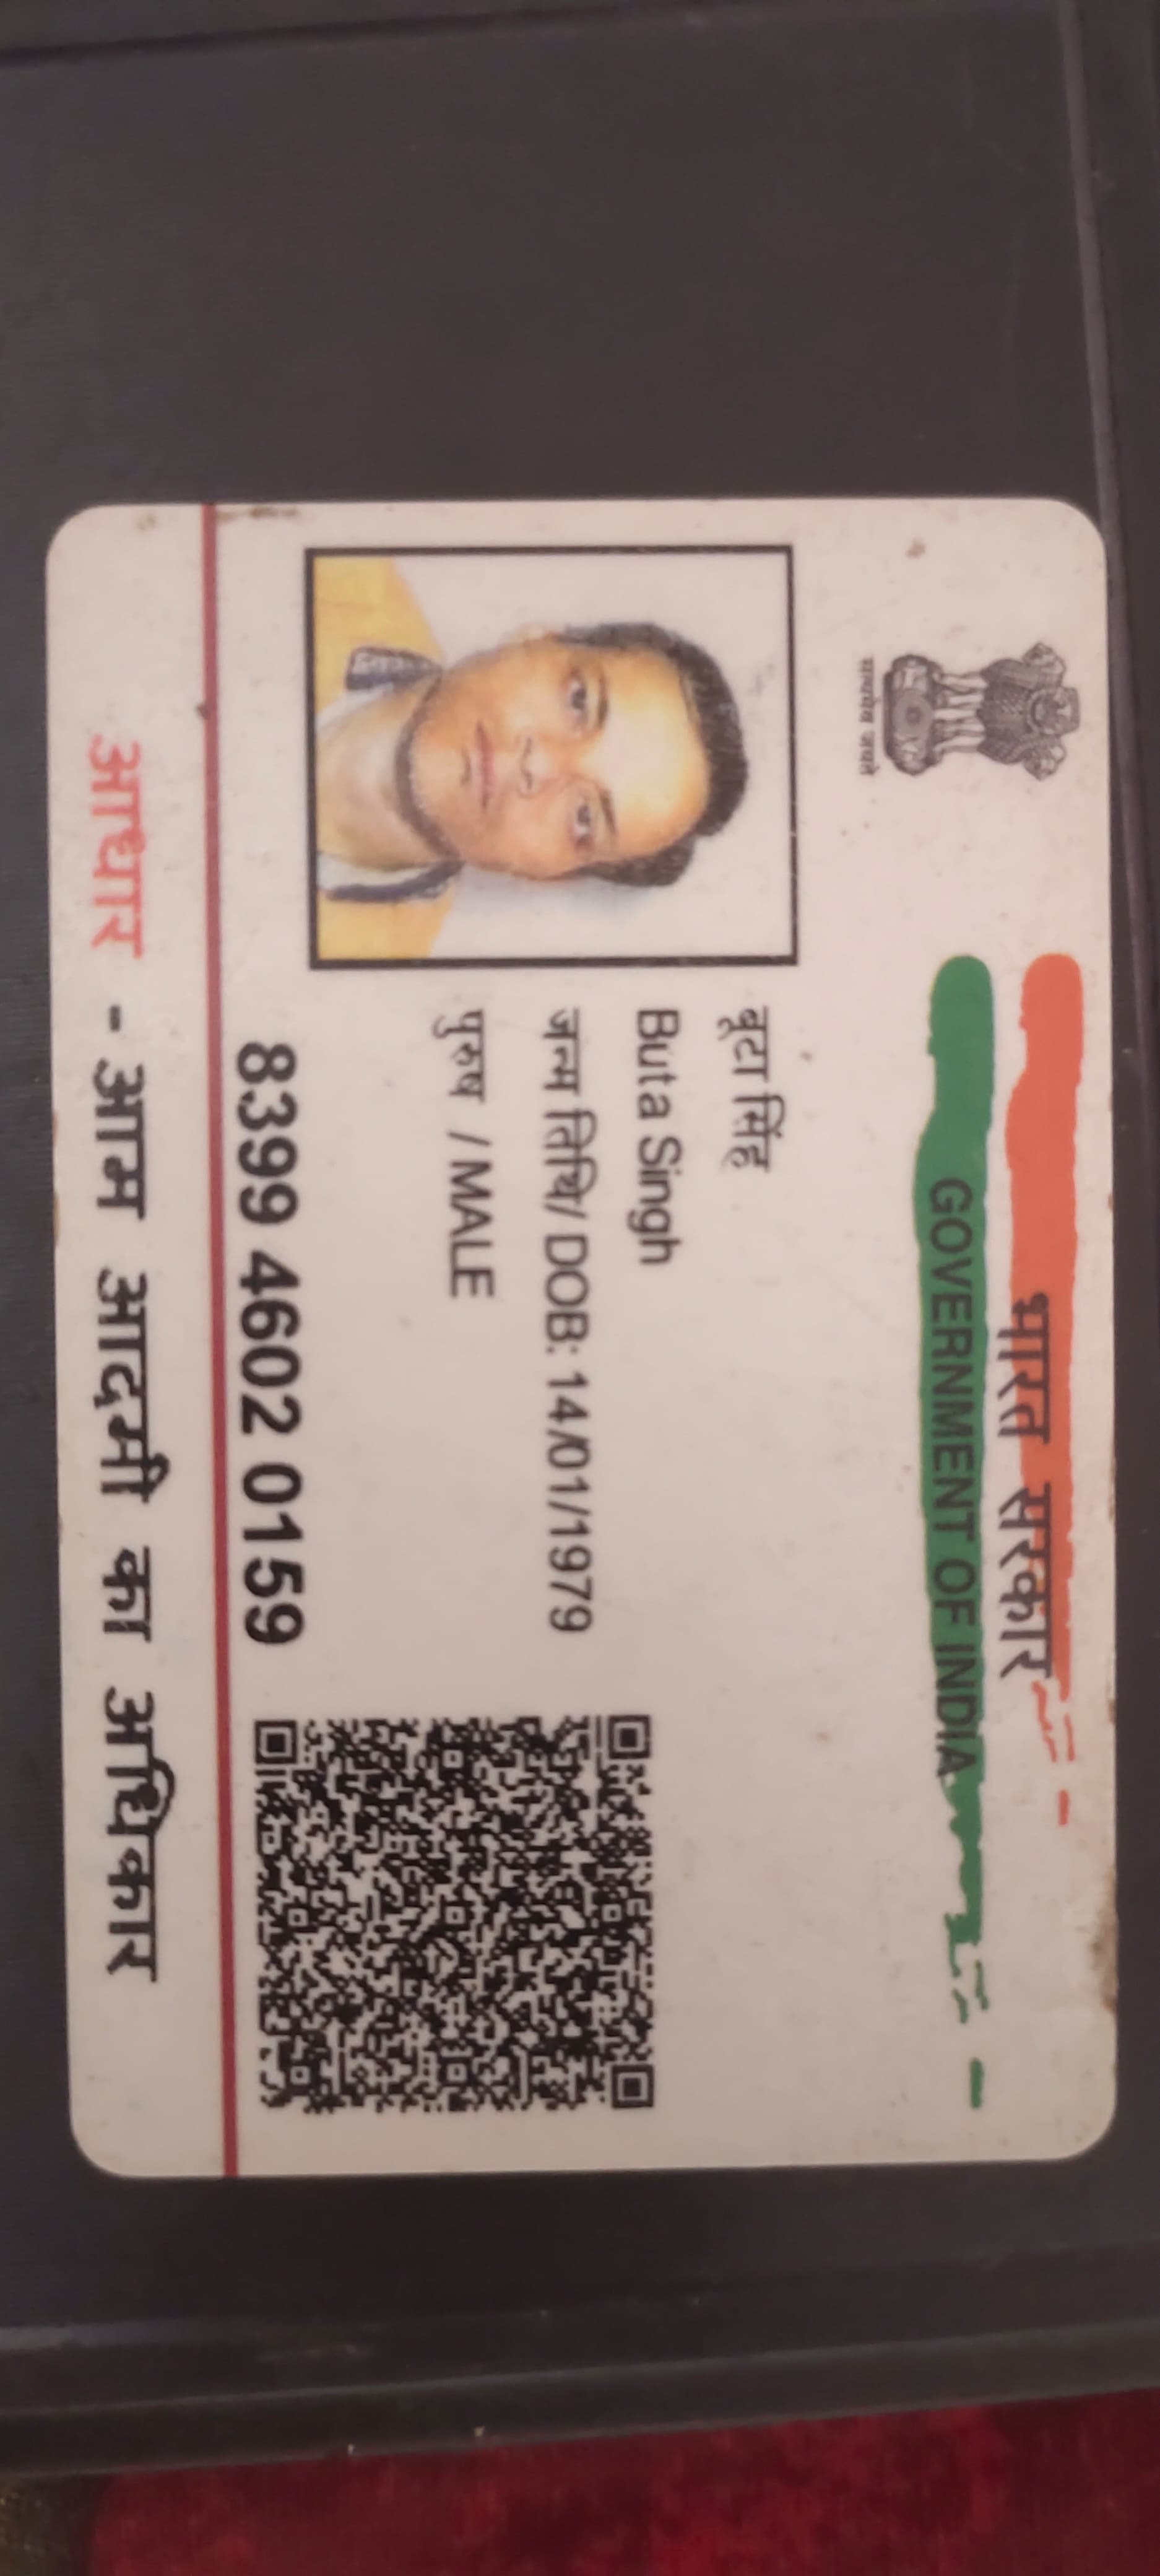 भारत सरकार
GOVERNMENT OF INDIA
सत्यमेव जयते
बूटा सिंह
Buta Singh
जन्म तिथि/ DOB: 14/01/1979
पुरुष / MALE
8399 4602 0159
आधार - आम आदमी का अधिकार